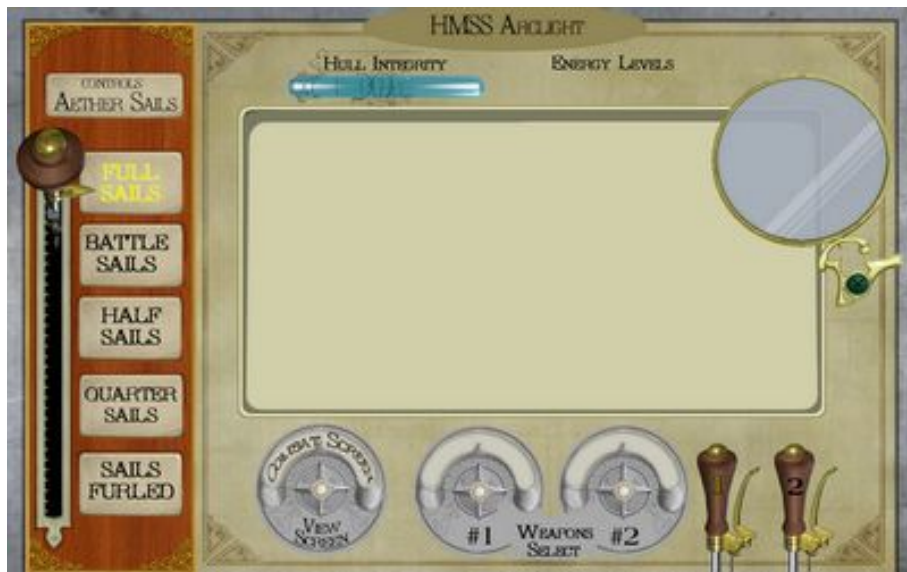 HMSS ARCLIGHT
HULL INTEGRITY
ENERGY LEVELS
CONTROLS
AETHER SAILS
FULL
SAILS
BATTLE
SAILS
HALF
SAILS
QUARTER
SAILS
SAILS
FURLED
COMBAT SCREEN
VIEW
SCREEN
#1
WEAPONS
SELECT
#2
1
2